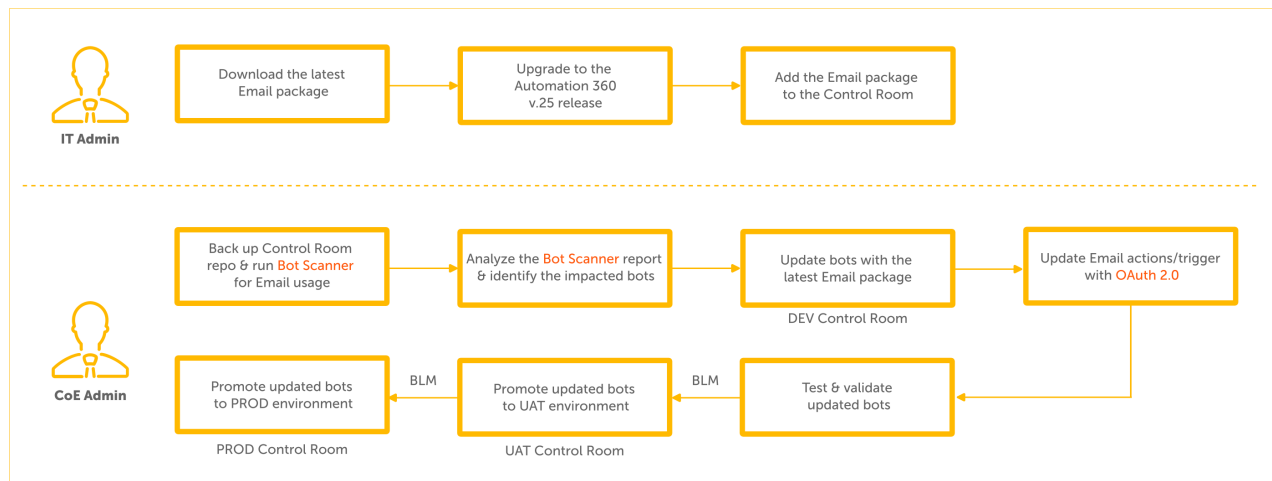 Download the latest
Email package
Upgrade to the
Automation 360
v.25 release
Add the Email package
to the Control Room
IT Admin
Back up Control Room
repo & run Bot Scanner
for Email usage
Analyze the Bot Scanner report
& identify the impacted bots
Update bots with the
latest Email package
DEV Control Room
Update Email actions/trigger
with OAuth 2.0
CoE Admin
Test & validate
updated bots
BLM
Promote updated bots
to UAT environment
UAT Control Room
BLM
Promote updated bots
to PROD environment
PROD Control Room